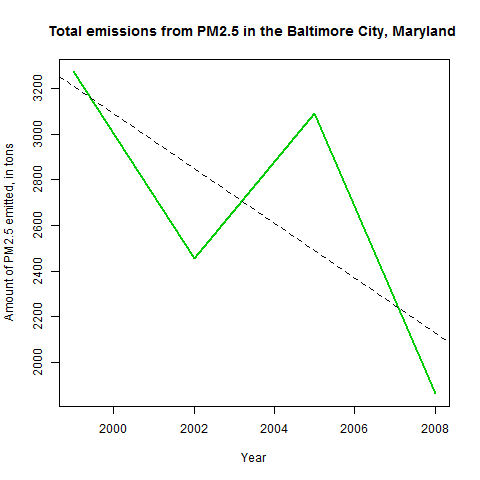 Total emissions from PM2.5 in the Baltimore City, Maryland
Amount of PM2.5 emitted, in tons
3200
3000
2800
2600
2400
2200
2000
2000 2002 2004 2006 2008
Year